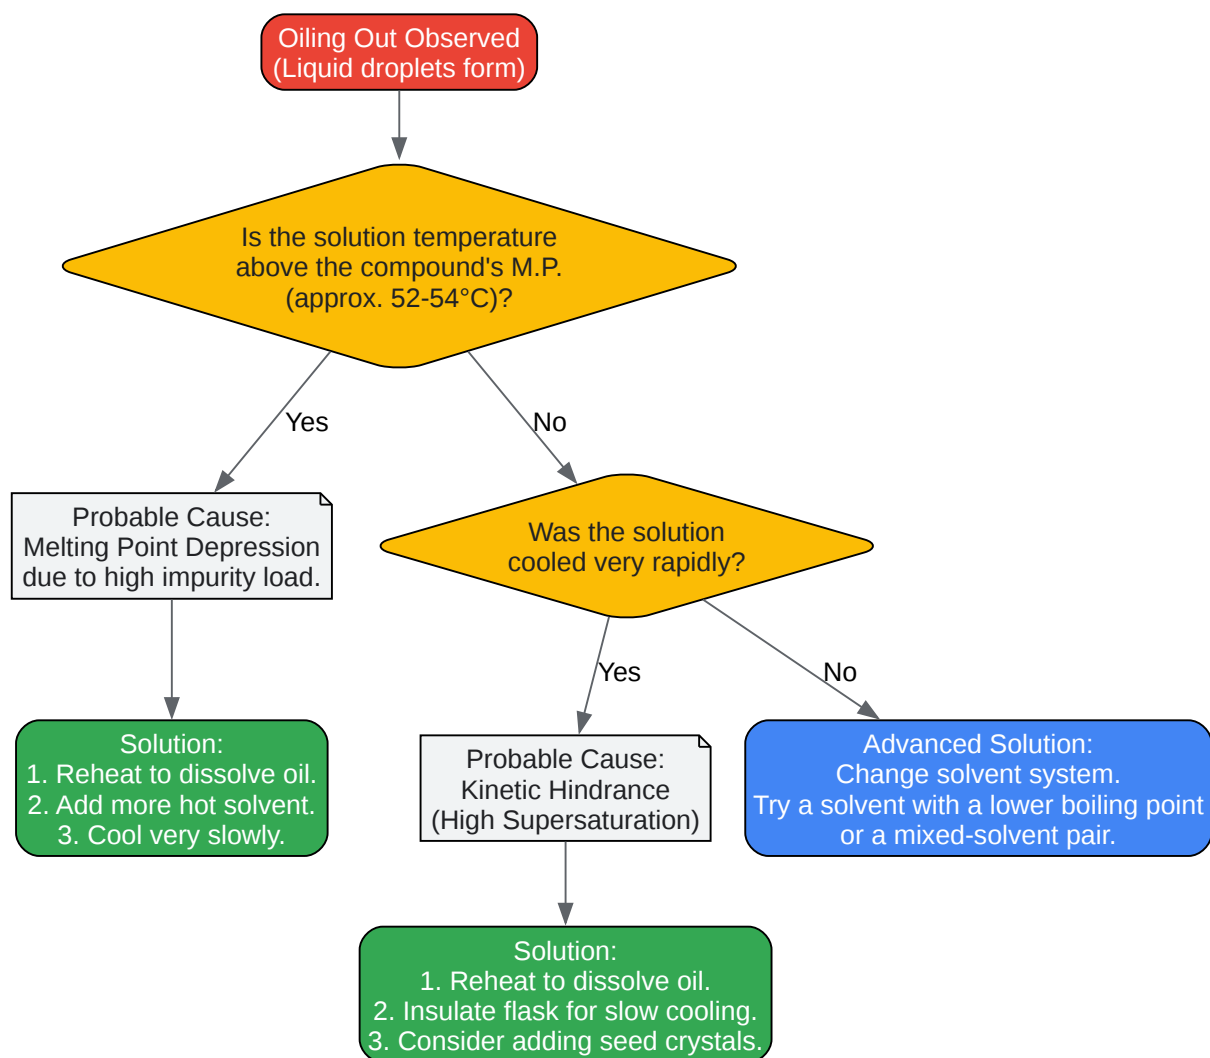 Oiling Out Observed
(Liquid droplets form)
Is the solution temperature
above the compound's M.P.
(approx. 52-54°C)?
Yes
No
Probable Cause:
Melting Point Depression
due to high impurity load.
Was the solution
cooled very rapidly?
Yes
No
Solution:
1. Reheat to dissolve oil.
2. Add more hot solvent.
3. Cool very slowly.
Probable Cause:
Kinetic Hindrance
(High Supersaturation)
Advanced Solution:
Change solvent system.
Try a solvent with a lower boiling point
or a mixed-solvent pair.
Solution:
1. Reheat to dissolve oil.
2. Insulate flask for slow cooling.
3. Consider adding seed crystals.